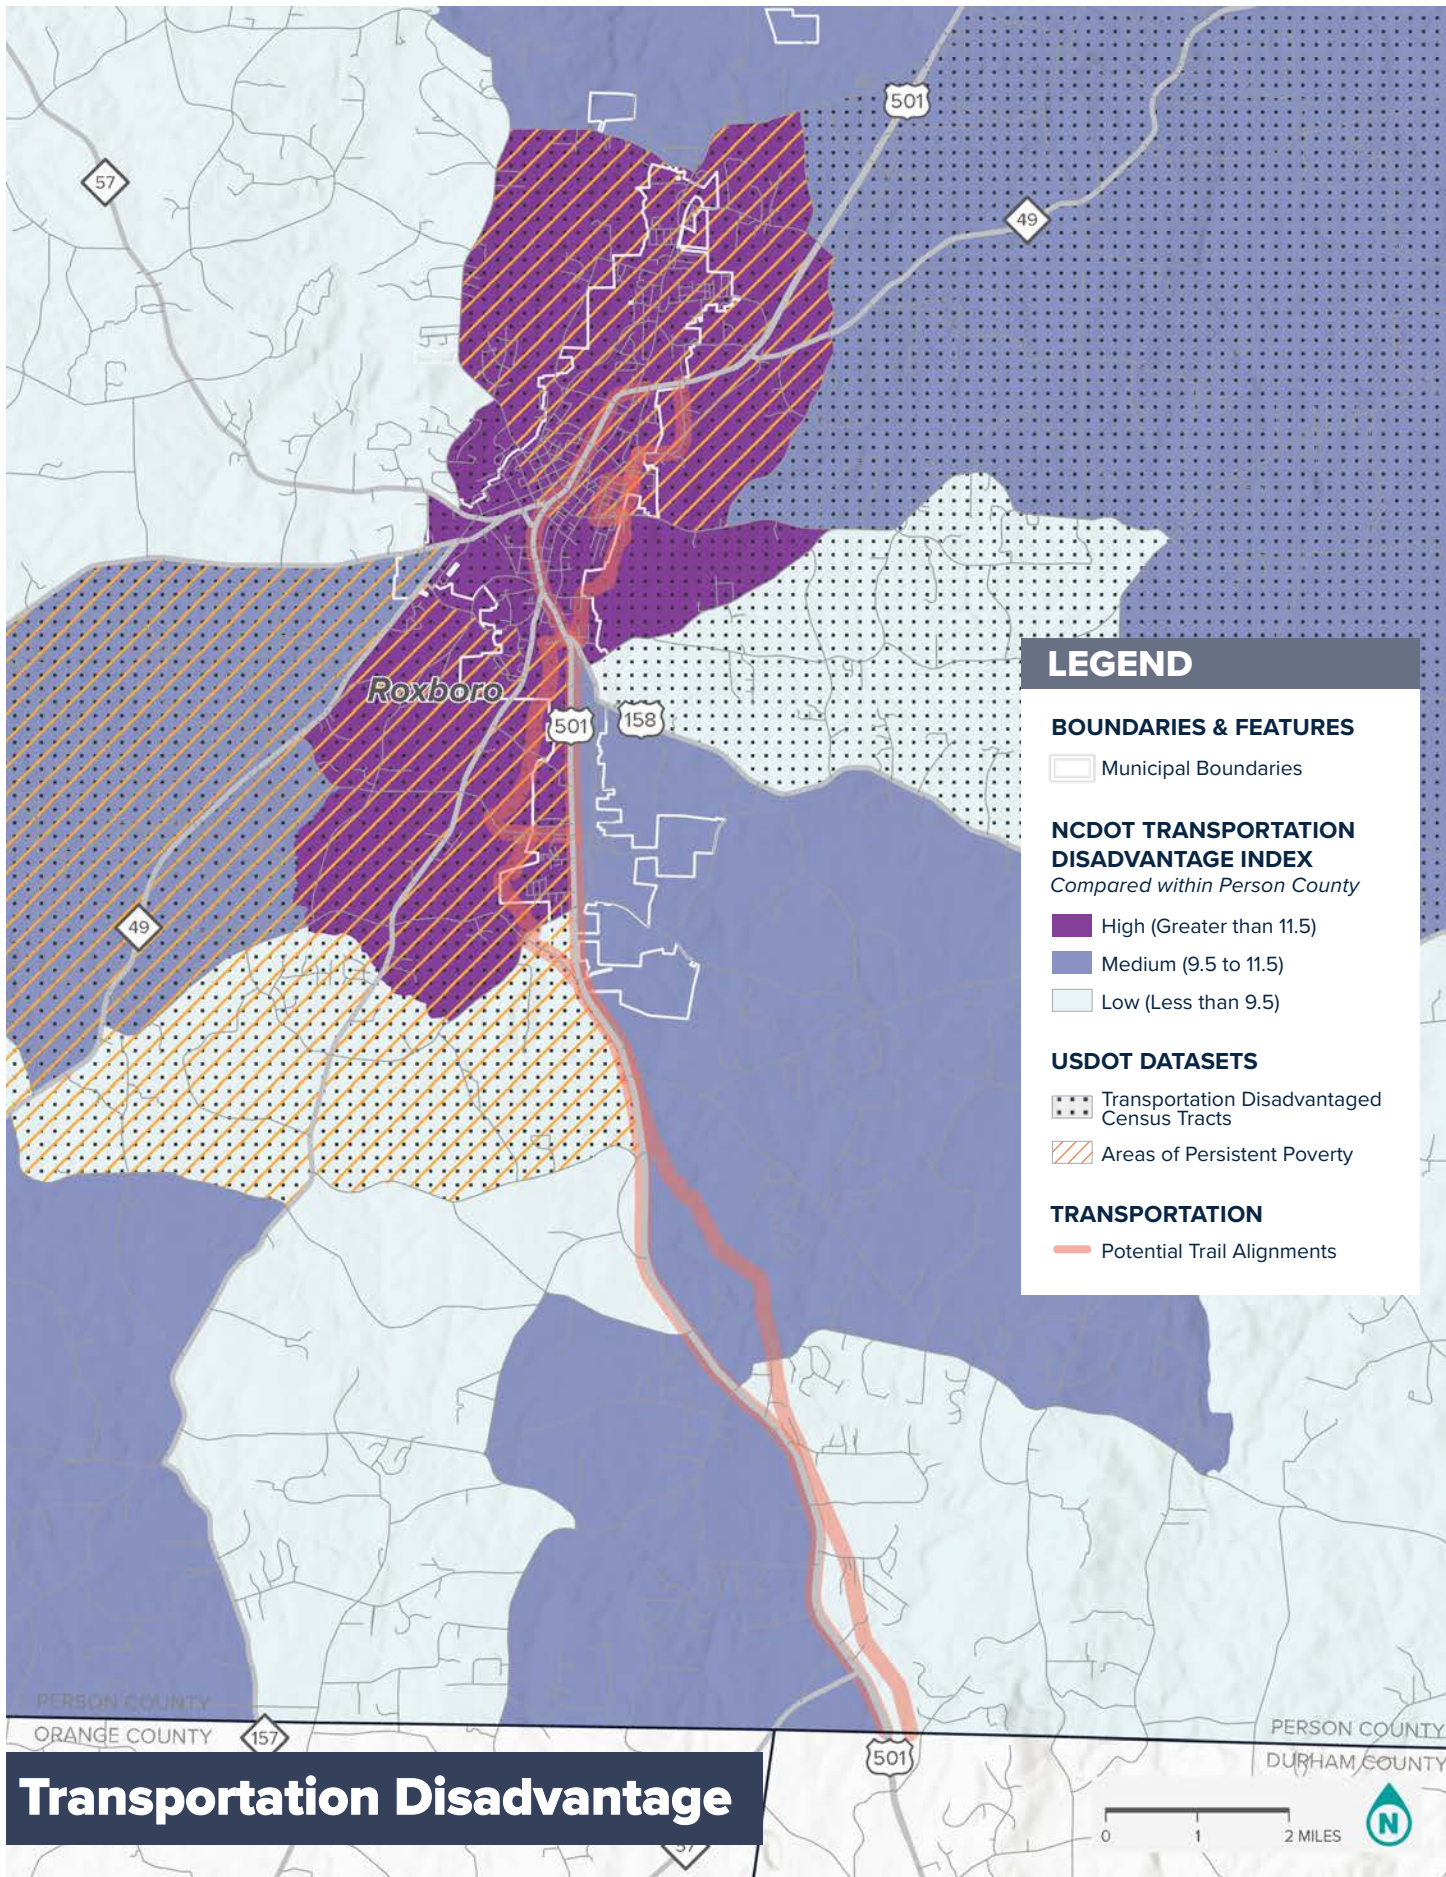 501
57
49
Roxboro
501
158
49
LEGEND
BOUNDARIES & FEATURES
Municipal Boundaries
NCDOT TRANSPORTATION
DISADVANTAGE INDEX
Compared within Person County
High (Greater than 11.5)
Medium (9.5 to 11.5)
Low (Less than 9.5)
USDOT DATASETS
Transportation Disadvantaged
Census Tracts
Areas of Persistent Poverty
TRANSPORTATION
Potential Trail Alignments
PERSON COUNTY
ORANGE COUNTY
157
PERSON COUNTY
DURHAM COUNTY
501
Transportation Disadvantage
57
0 1 2 MILES
N